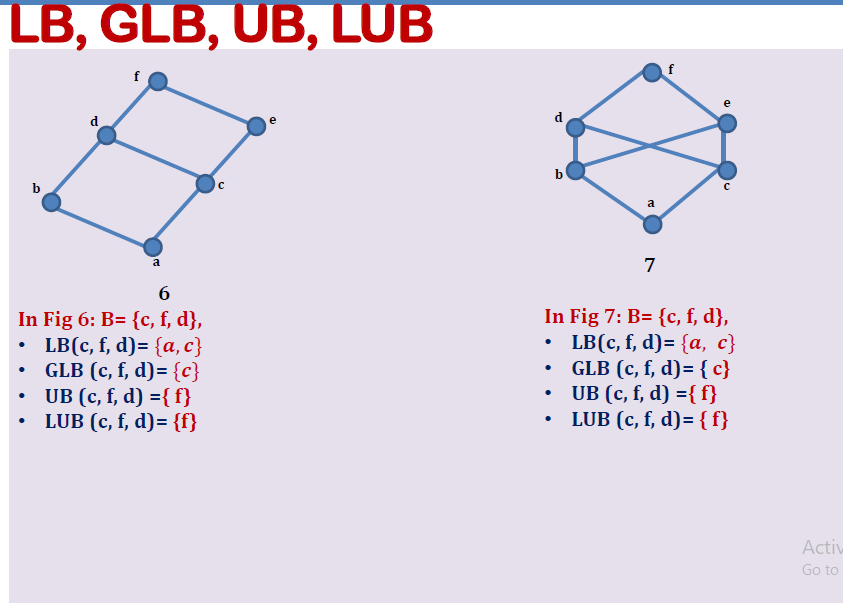 LB, GLB, UB, LUB
f
d
e
b
c
a
6
In Fig 6: B= {c, f, d},
• LB(c, f, d)= {a, c}
• GLB (c, f, d)= {c}
• UB (c, f, d) ={ f}
• LUB (c, f, d)= {f}
f
e
d
b
c
a
7
In Fig 7: B= {c, f, d},
• LB(c, f, d)= {a, c}
• GLB (c, f, d)= { c}
• UB (c, f, d) ={ f}
• LUB (c, f, d)= { f}
Activ
Go to